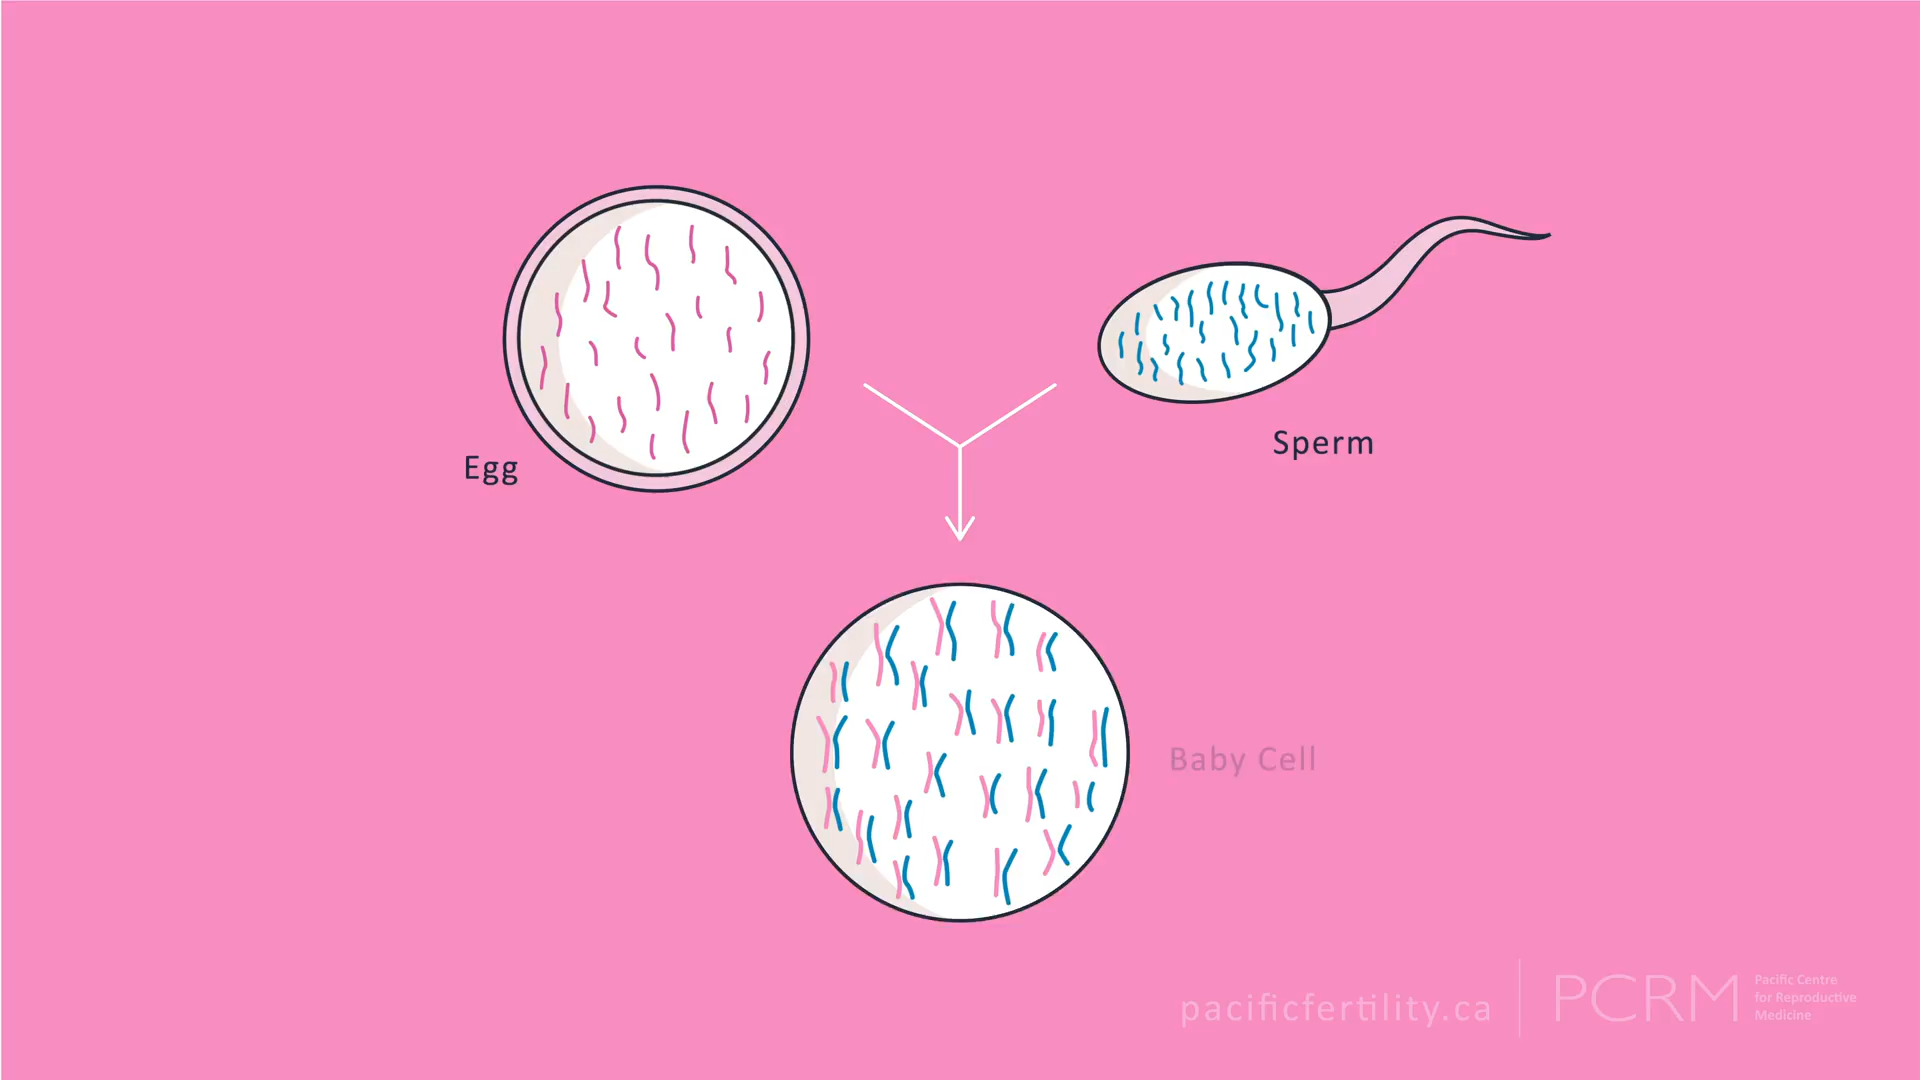 Egg
Sperm
Baby Cell
pacificfertility.ca
PCRM
Pacific Centre
for Reproductive
Medicine